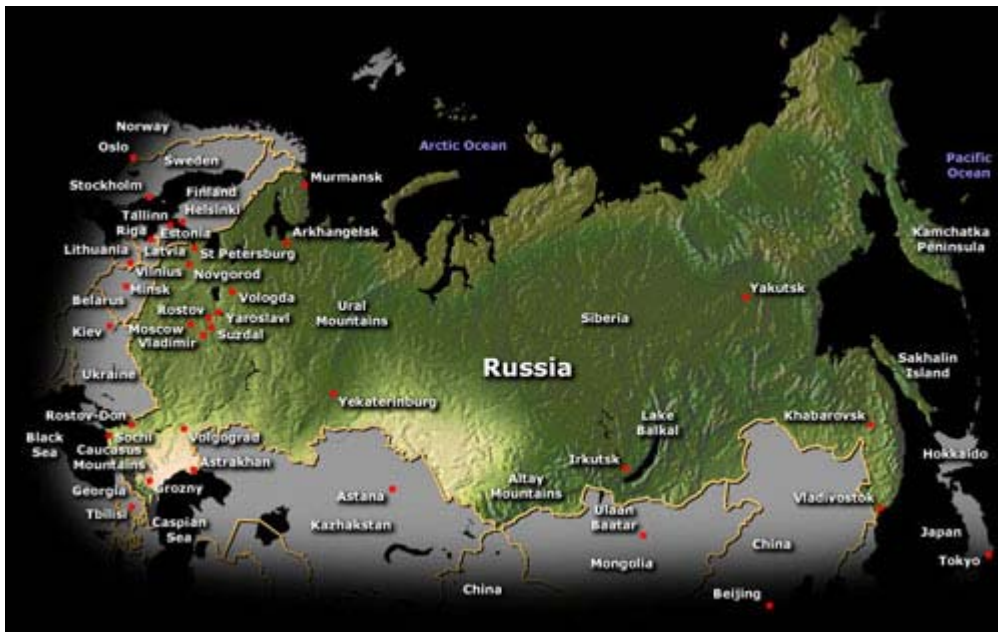 Norway
Oslo
Sweden
Stockholm
Finland
Helsinki
Tallinn
Riga
Estonia
Lithuania
Latvia
Vilnius
St Petersburg
Novgorod
Murmansk
Arkhangelsk
Arctic Ocean
Pacific
Ocean
Kamchatka
Peninsula
Belarus
Minsk
Vologda
Kiev
Rostov
Yaroslavl
Moscow
Suzdal
Vladimir
Ural
Mountains
Siberia
Yakutsk
Ukraine
Russia
Sakhalin
Island
Yekaterinburg
Rostov-Don
Black
Sea
Sochi
Volgograd
Caucasus
Mountains
Astrakhan
Georgia
Grozny
Tbilisi
Caspian
Sea
Astana
Kazhakstan
Altay
Mountains
Irkutsk
Lake
Balkal
Khabarovsk
Hokkaido
Vladivostok
Ulaan
Baatar
Mongolia
China
China
Beijing
Japan
Tokyo